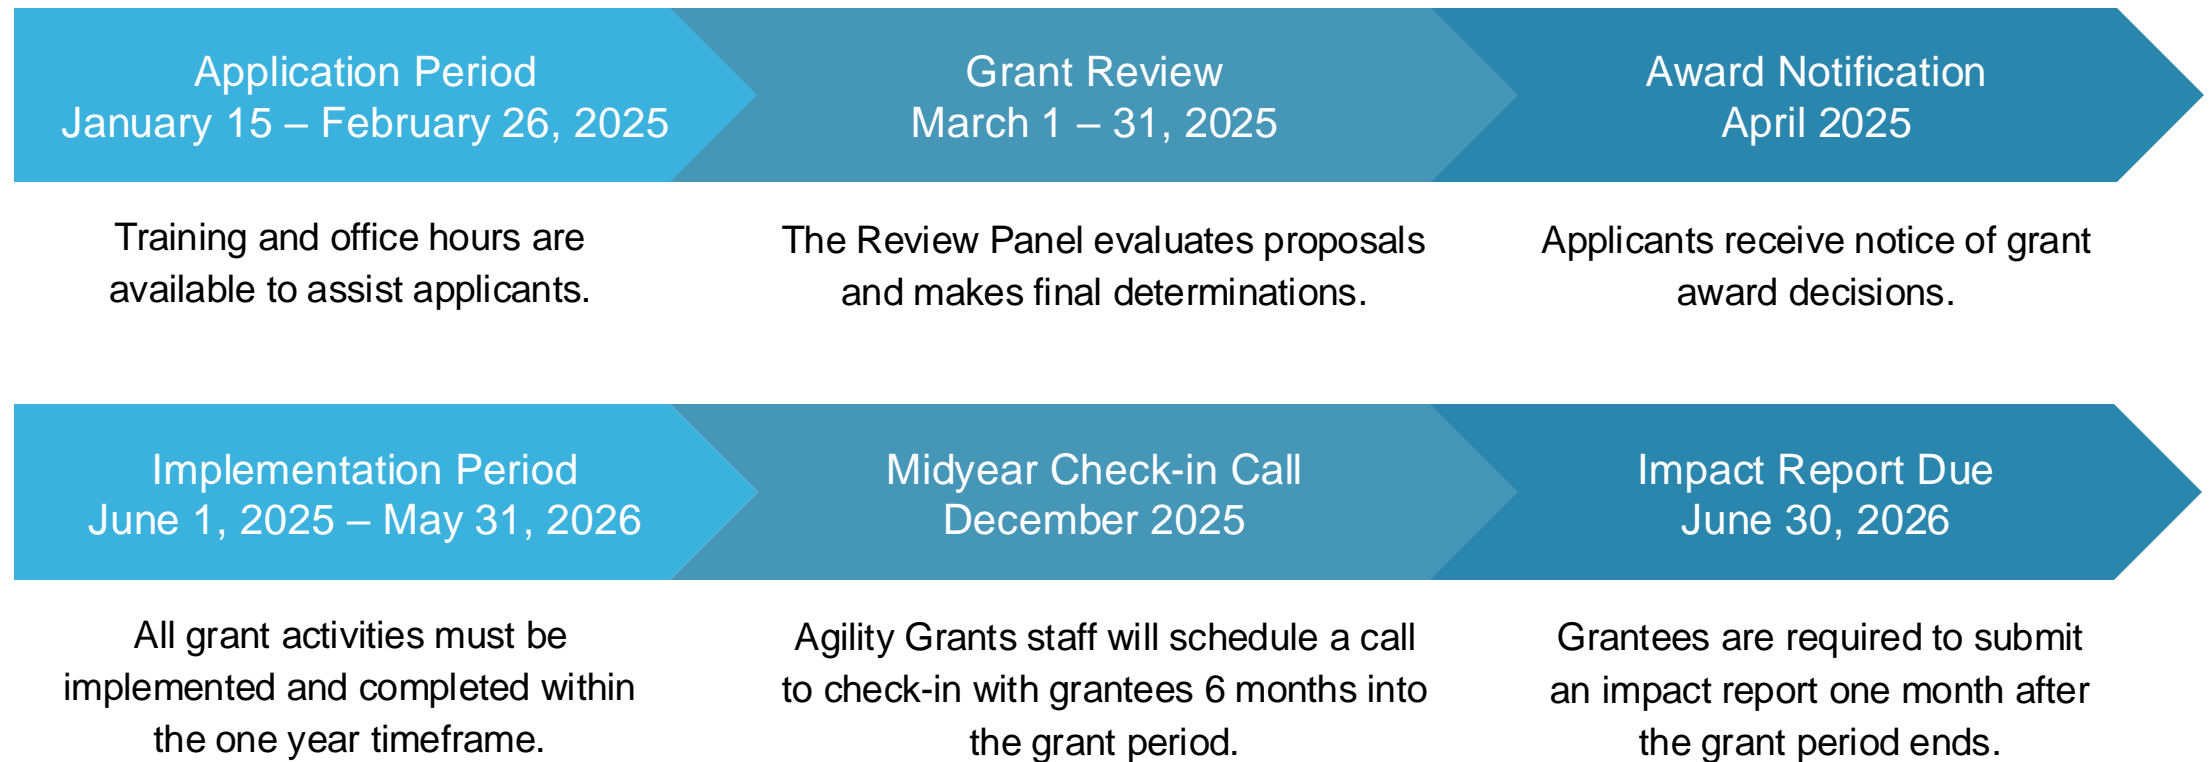 Application Period
January 15 – February 26, 2025
Training and office hours are
available to assist applicants.
Grant Review
March 1 – 31, 2025
The Review Panel evaluates proposals
and makes final determinations.
Award Notification
April 2025
Applicants receive notice of grant
award decisions.
Implementation Period
June 1, 2025 – May 31, 2026
All grant activities must be
implemented and completed within
the one year timeframe.
Midyear Check-in Call
December 2025
Agility Grants staff will schedule a call
to check-in with grantees 6 months into
the grant period.
Impact Report Due
June 30, 2026
Grantees are required to submit
an impact report one month after
the grant period ends.